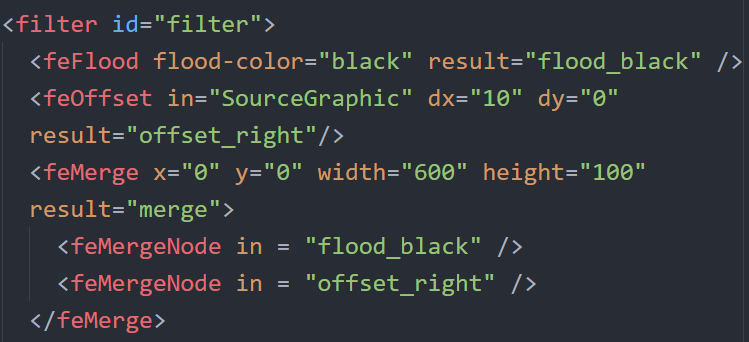 <filter id="filter">
<feFlood flood-color="black" result="flood_black" />
<feOffset in="SourceGraphic" dx="10" dy="0"
result="offset_right"/>
<feMerge x="0" y="0" width="600" height="100"
result="merge">
<feMergeNode in = "flood_black" />
<feMergeNode in = "offset_right" />
</feMerge>